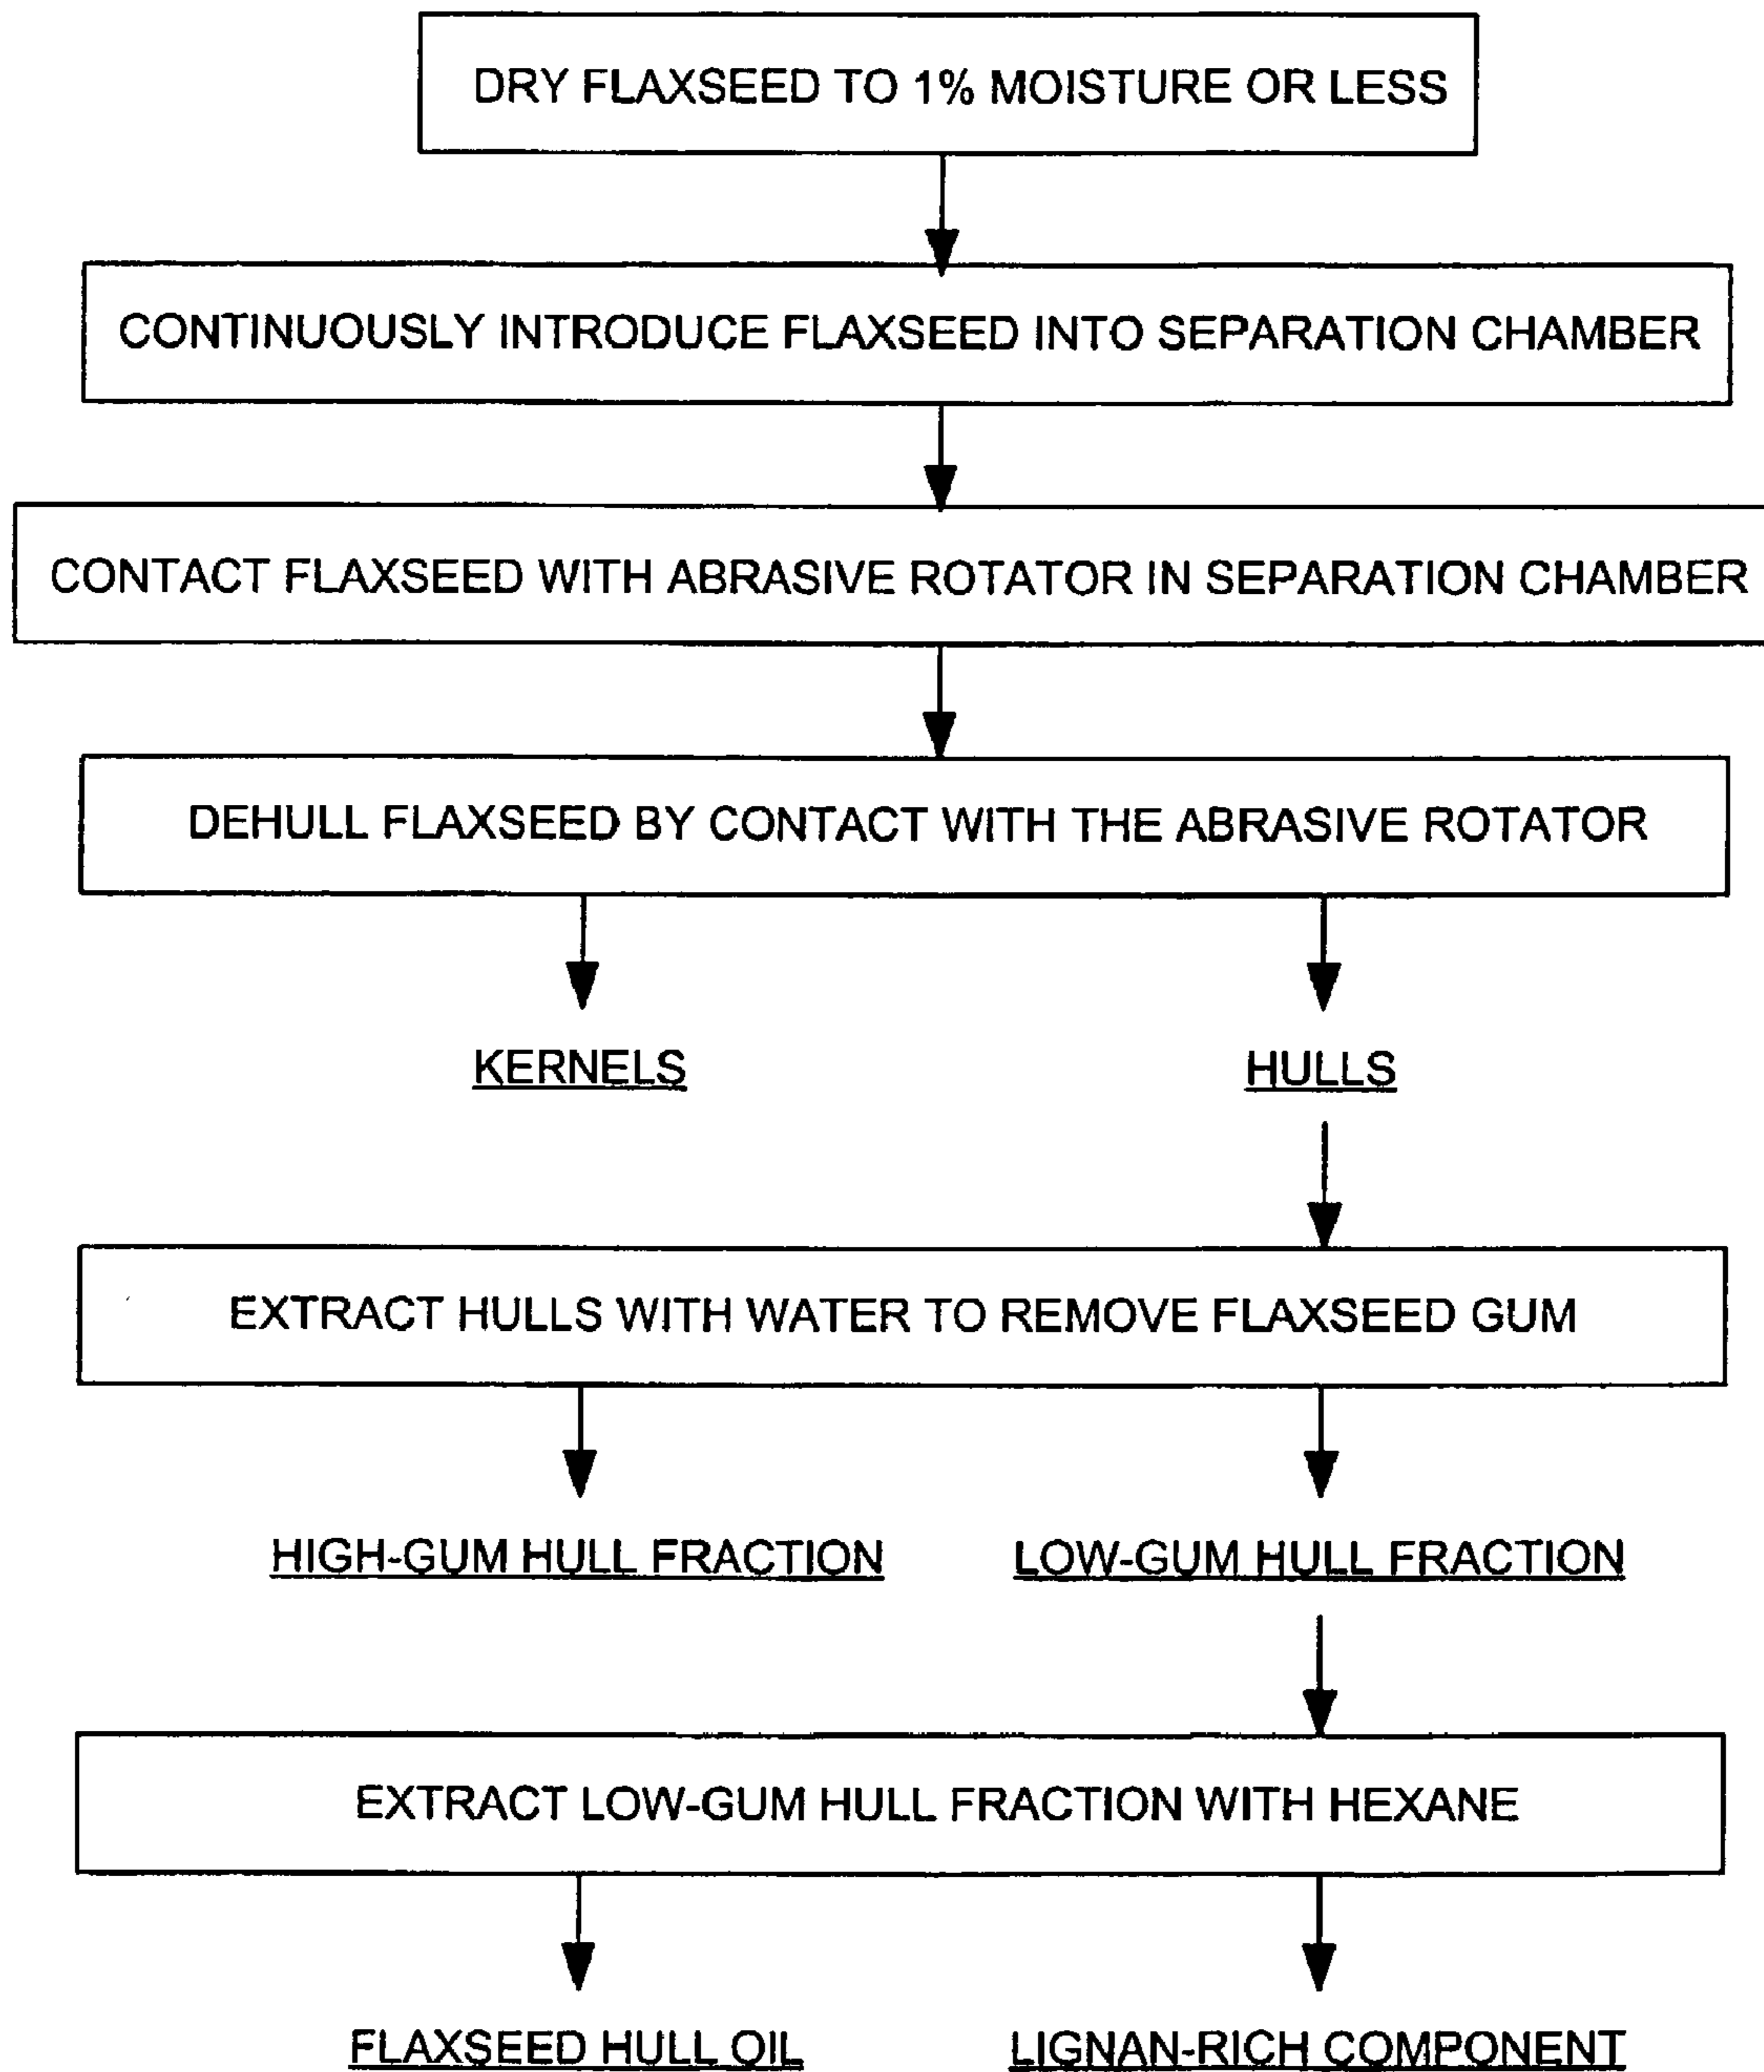 DRY FLAXSEED TO 1% MOISTURE OR LESS
CONTINUOUSLY INTRODUCE FLAXSEED INTO SEPARATION CHAMBER
CONTACT FLAXSEED WITH ABRASIVE ROTATOR IN SEPARATION CHAMBER
DEHULL FLAXSEED BY CONTACT WITH THE ABRASIVE ROTATOR
KERNELS HULLS
EXTRACT HULLS WITH WATER TO REMOVE FLAXSEED GUM
HIGH-GUM HULL FRACTION LOW-GUM HULL FRACTION
EXTRACT LOW-GUM HULL FRACTION WITH HEXANE
FLAXSEED HULL OIL LIGNAN-RICH COMPONENT